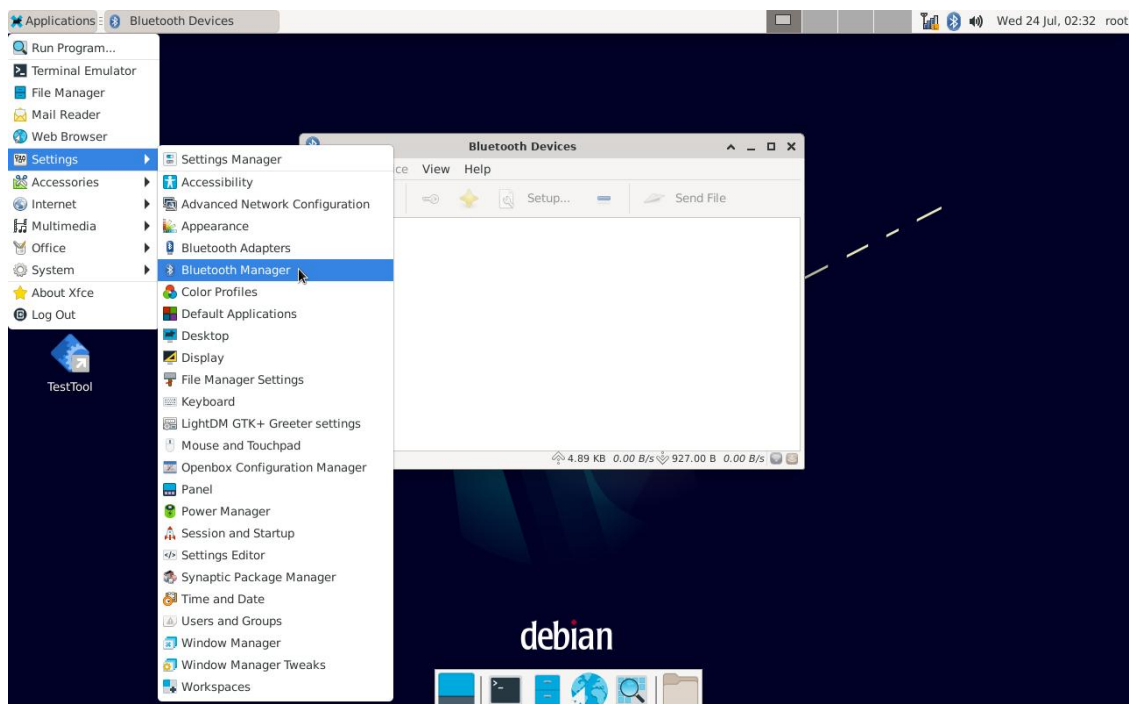 Applications Bluetooth Devices Wed 24 Jul, 02:32 root
Run Program...
Terminal Emulator
File Manager
Mail Reader
Web Browser
Settings
Accessories
Internet
Multimedia
Office
System
About Xfce
Log Out
Settings Manager
Accessibility
Advanced Network Configuration
Appearance
Bluetooth Adapters
Bluetooth Manager
Color Profiles
Default Applications
Desktop
Display
File Manager Settings
Keyboard
LightDM GTK+ Greeter settings
Mouse and Touchpad
Openbox Configuration Manager
Panel
Power Manager
Session and Startup
Settings Editor
Synaptic Package Manager
Time and Date
Users and Groups
Window Manager
Window Manager Tweaks
Workspaces
Bluetooth Devices
ce View Help
Setup... Send File
4.89 KB 0.00 B/s 927.00 B 0.00 B/s
TestTool
debian